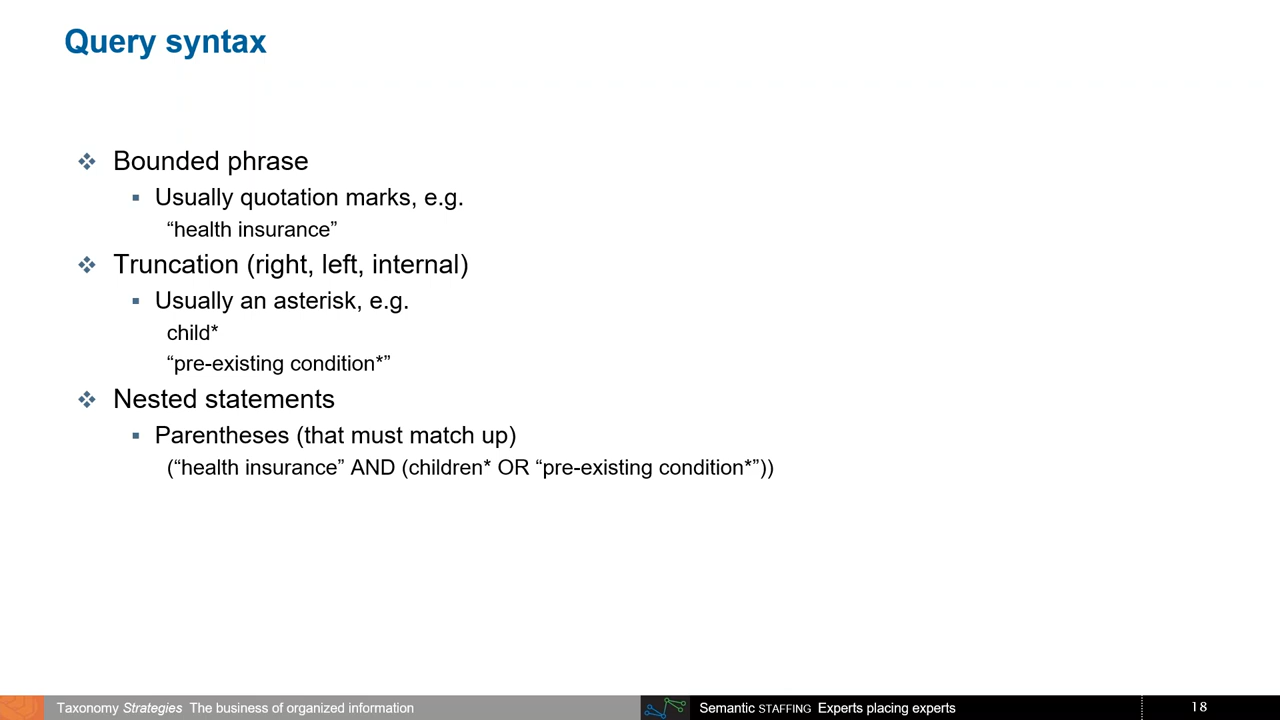 Query syntax
Bounded phrase
Usually quotation marks, e.g.
“health insurance”
Truncation (right, left, internal)
Usually an asterisk, e.g.
child*
“pre-existing condition*”
Nested statements
Parentheses (that must match up)
(“health insurance” AND (children* OR “pre-existing condition*”))
Taxonomy Strategies The business of organized information
Semantic STAFFING Experts placing experts
18